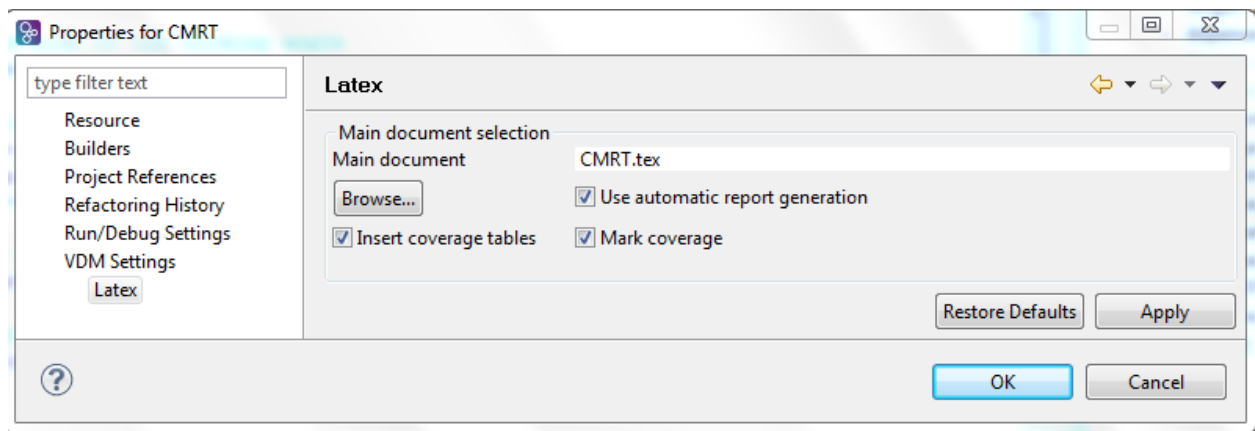 Properties for CMRT
type filter text
Resource
Builders
Project References
Refactoring History
Run/Debug Settings
VDM Settings
Latex
Latex
Main document selection
Main document CMRT.tex
Browse... Use automatic report generation
Insert coverage tables Mark coverage
Restore Defaults Apply
? OK Cancel